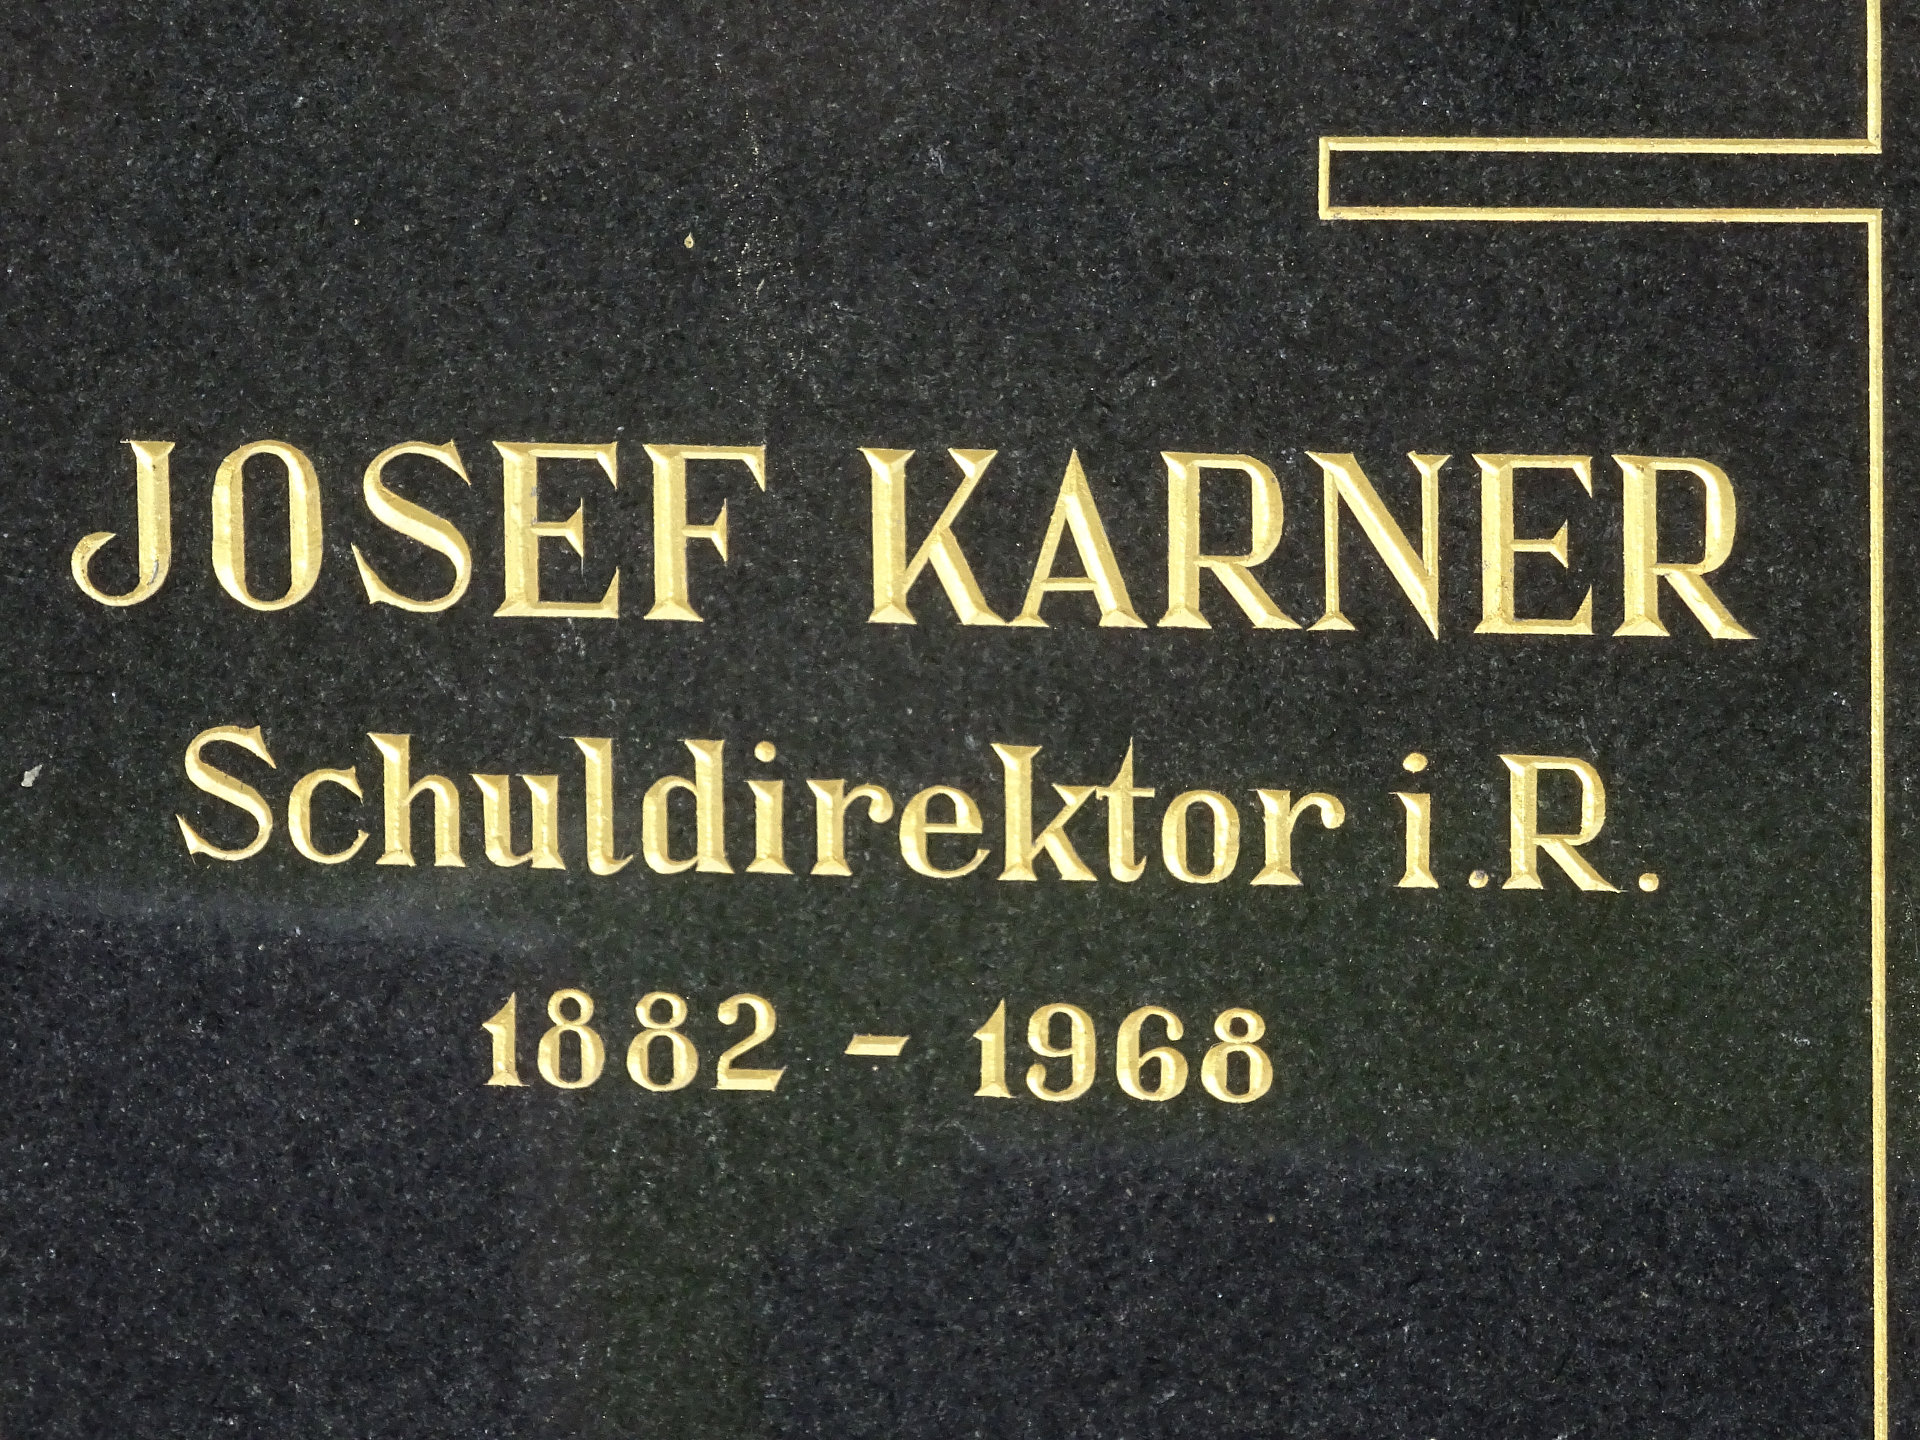 JOSEF KARNER
Schuldirektor i.R.
1882 - 1968